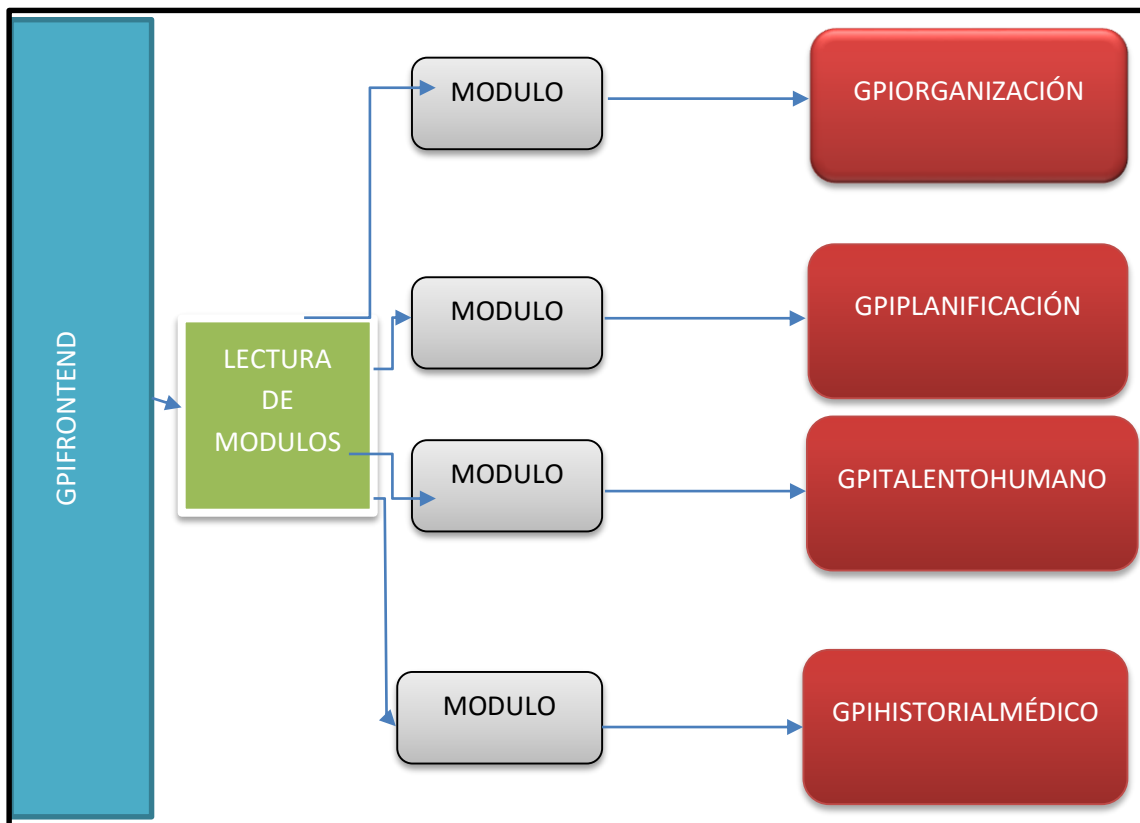 GPIFRONTEND
LECTURA
DE
MODULOS
MODULO
GPIORGANIZACIÓN
MODULO
GPIPLANIFICACIÓN
MODULO
GPITALENTOHUMANO
MODULO
GPIHISTORIALMÉDICO